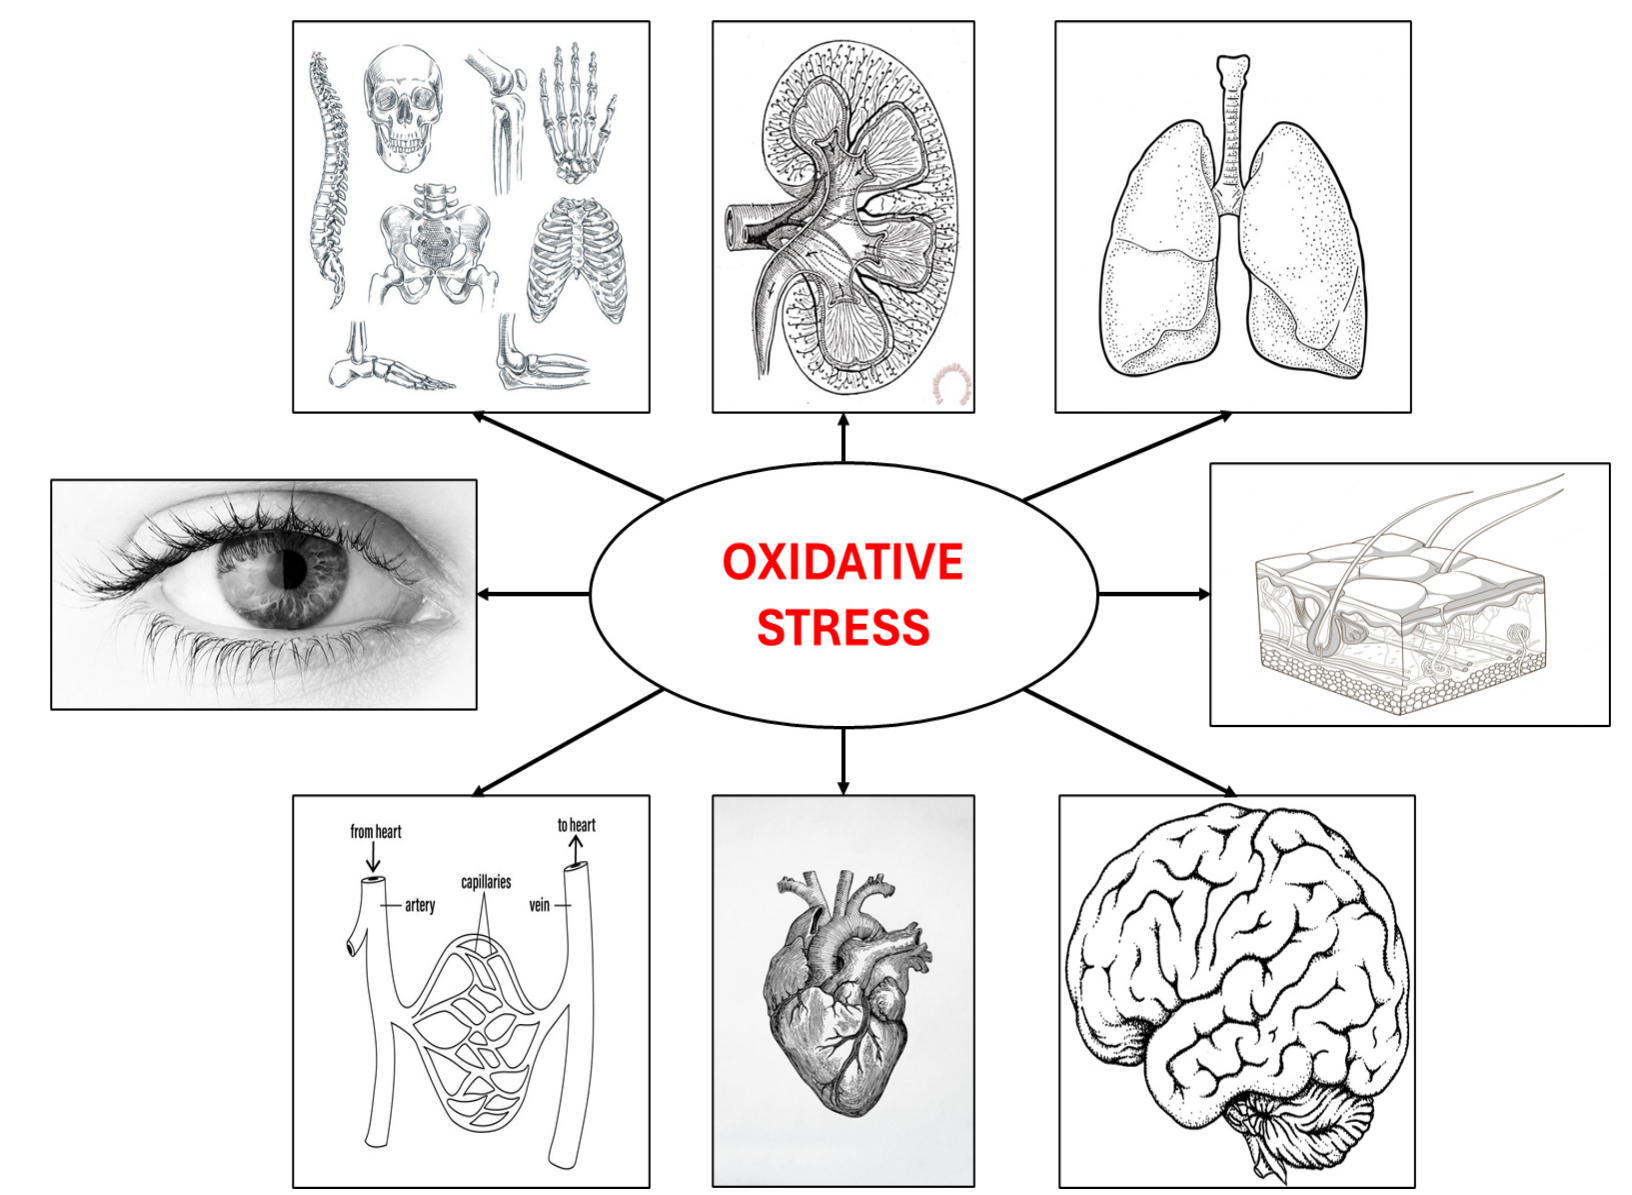 OXIDATIVE
STRESS
from heart
to heart
capillaries
artery
vein